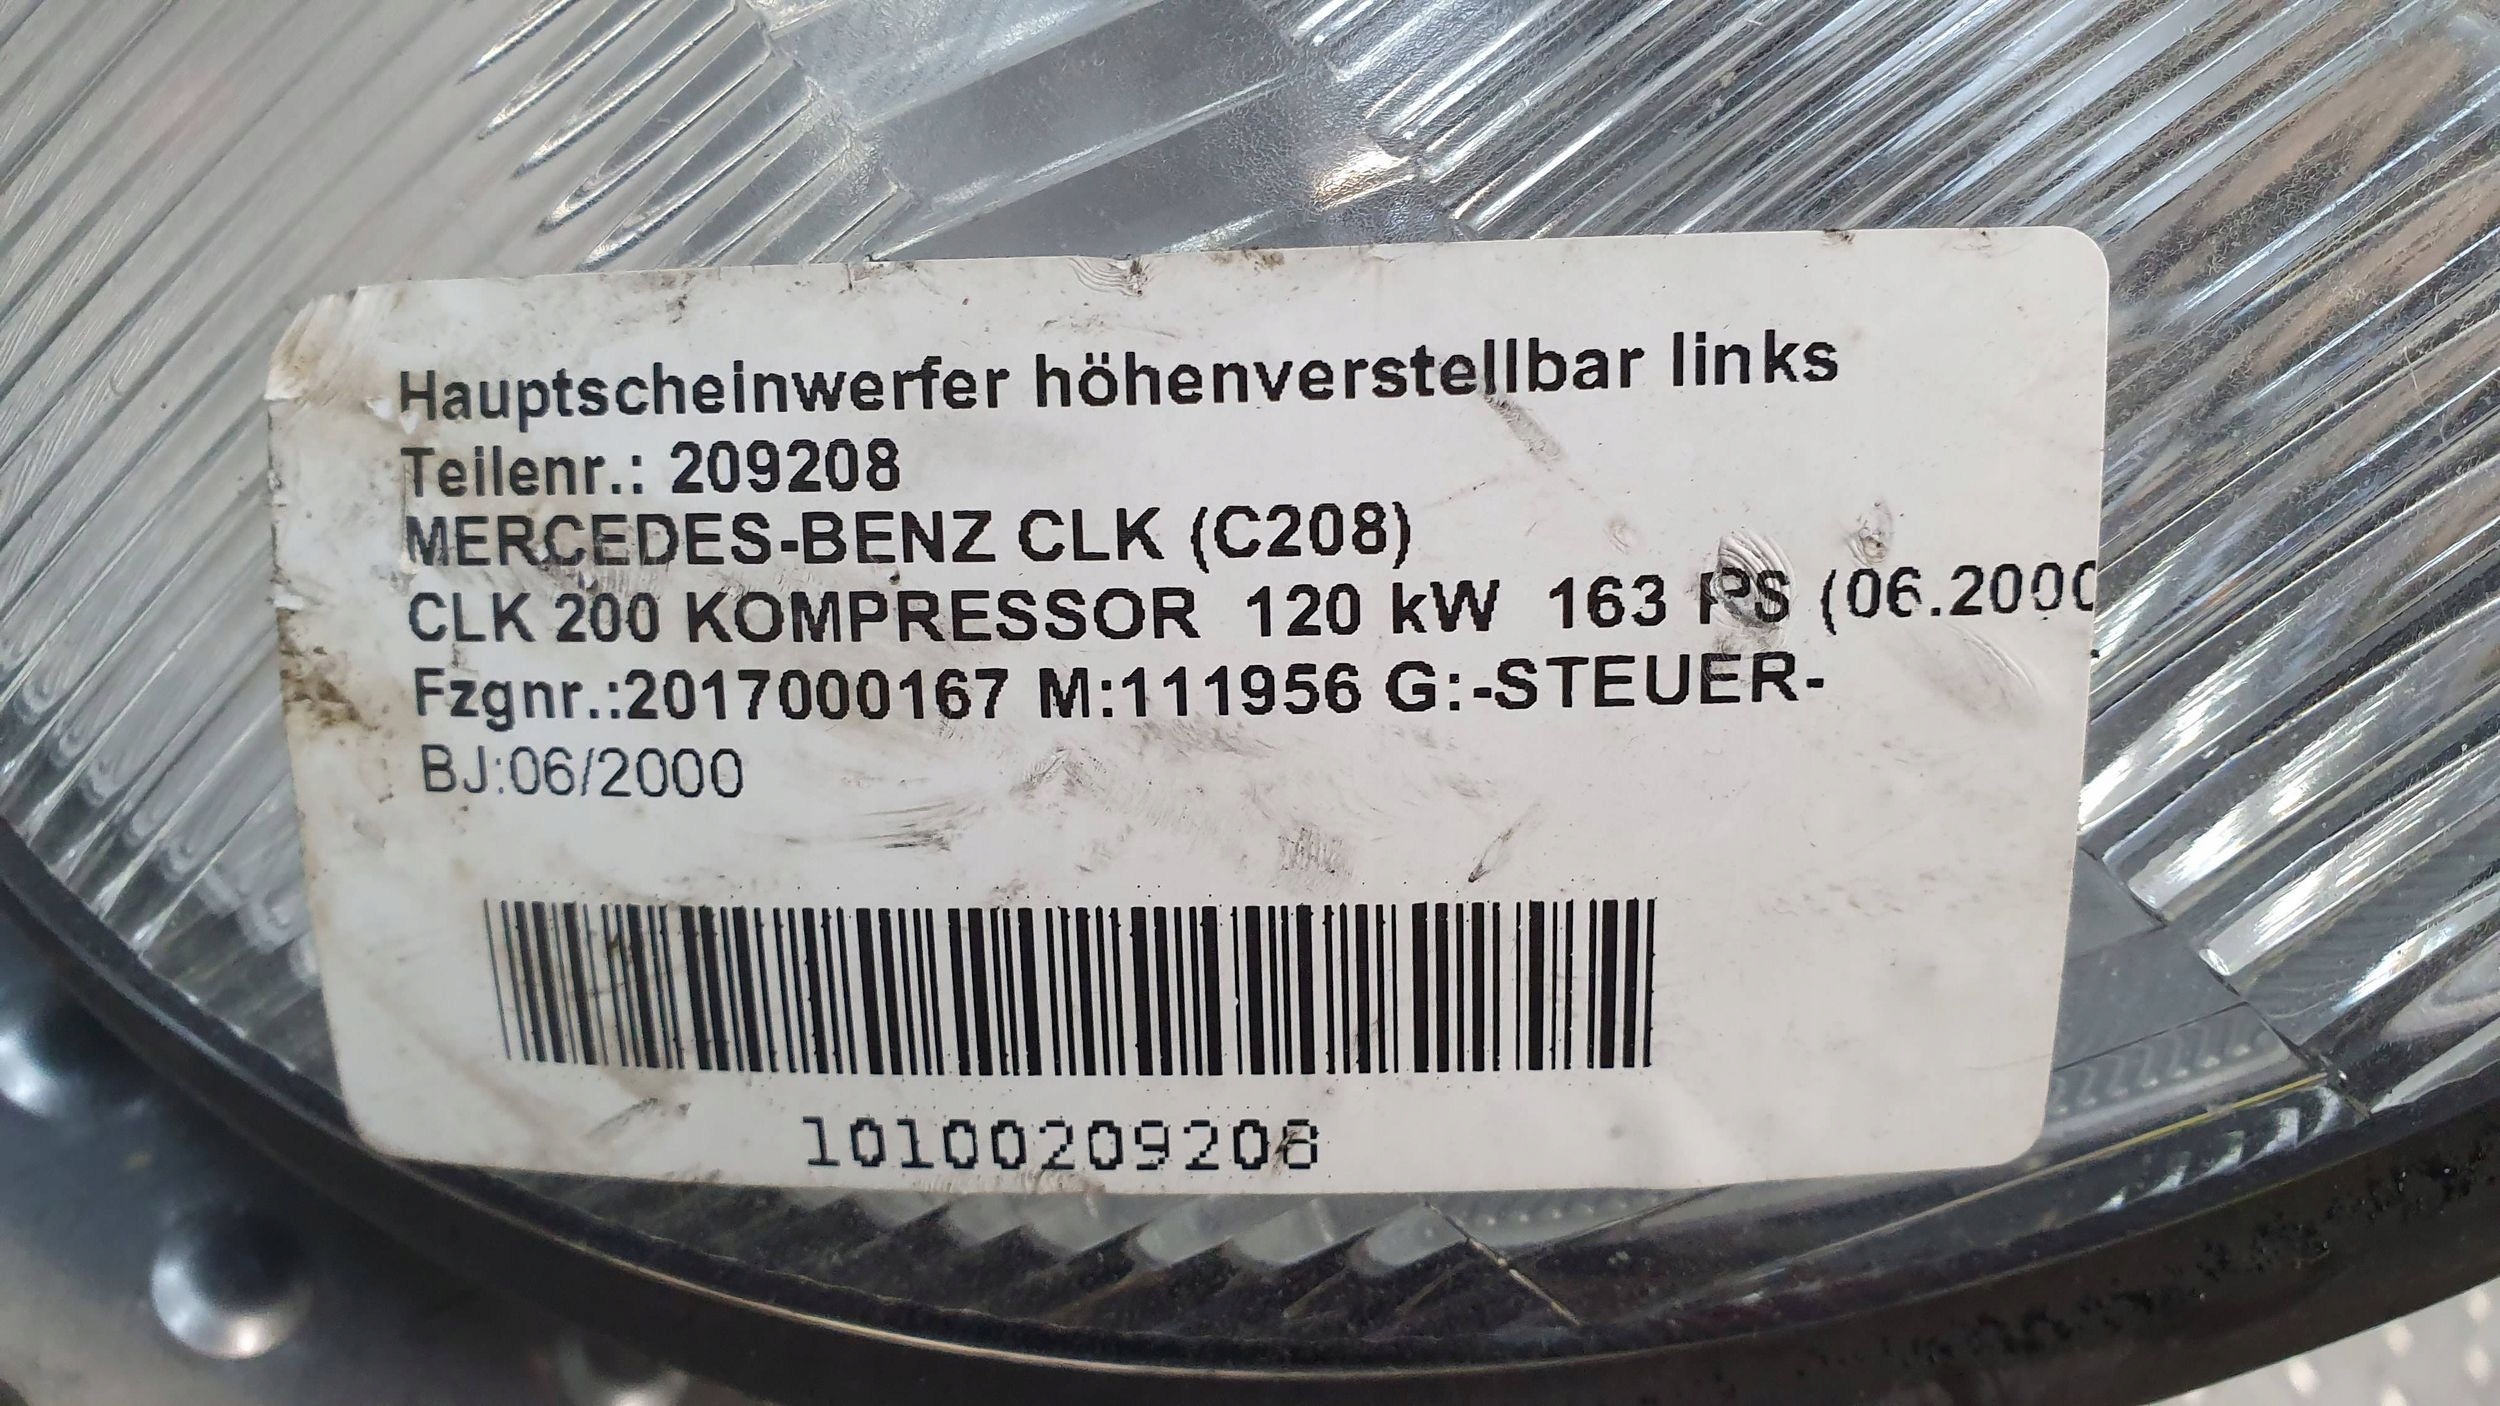 Hauptscheinwerfer höhenverstellbar links
Teilenr.: 209208
MERCEDES-BENZ CLK (C208)
CLK 200 KOMPRESSOR 120 kW 163 PS (06.2000
Fzgnr.:2017000167 M:111956 G:-STEUER-
BJ:06/2000
10100209208